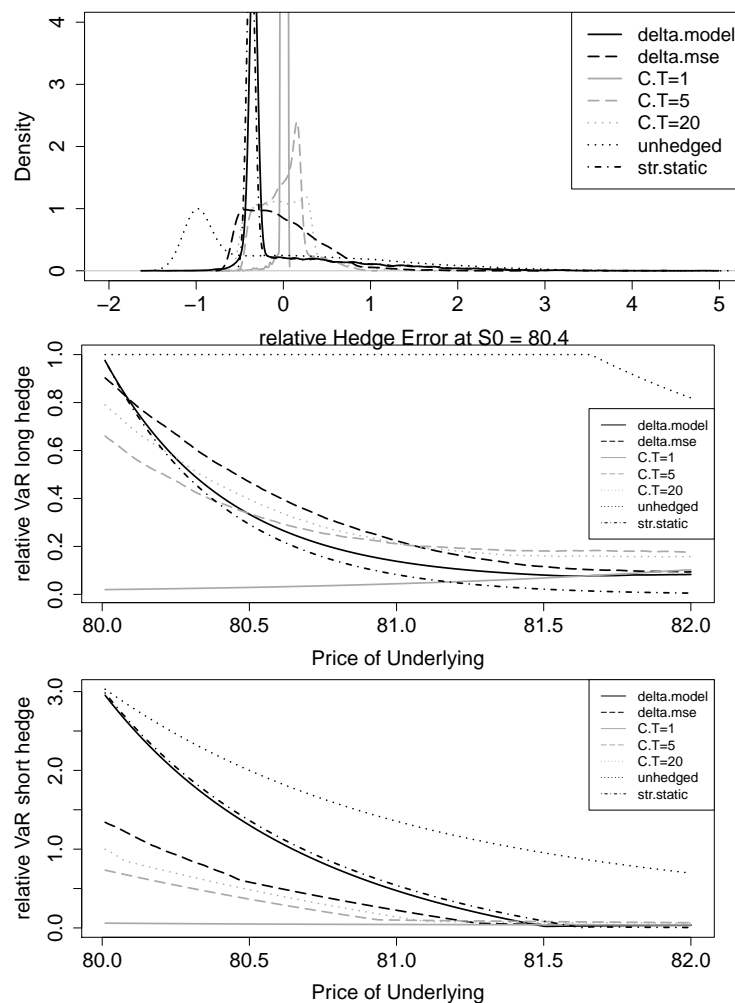 Density
4
3
2
1
0
delta.model
delta.mse
C.T=1
C.T=5
C.T=20
unhedged
str.static
−2 −1 0 1 2 3 4 5
relative Hedge Error at S0 = 80.4
relative VaR long hedge
1.0
0.8
0.6
0.4
0.2
0.0
delta.model
delta.mse
C.T=1
C.T=5
C.T=20
unhedged
str.static
80.0 80.5 81.0 81.5 82.0
Price of Underlying
relative VaR short hedge
3.0
2.0
1.0
0.0
delta.model
delta.mse
C.T=1
C.T=5
C.T=20
unhedged
str.static
80.0 80.5 81.0 81.5 82.0
Price of Underlying